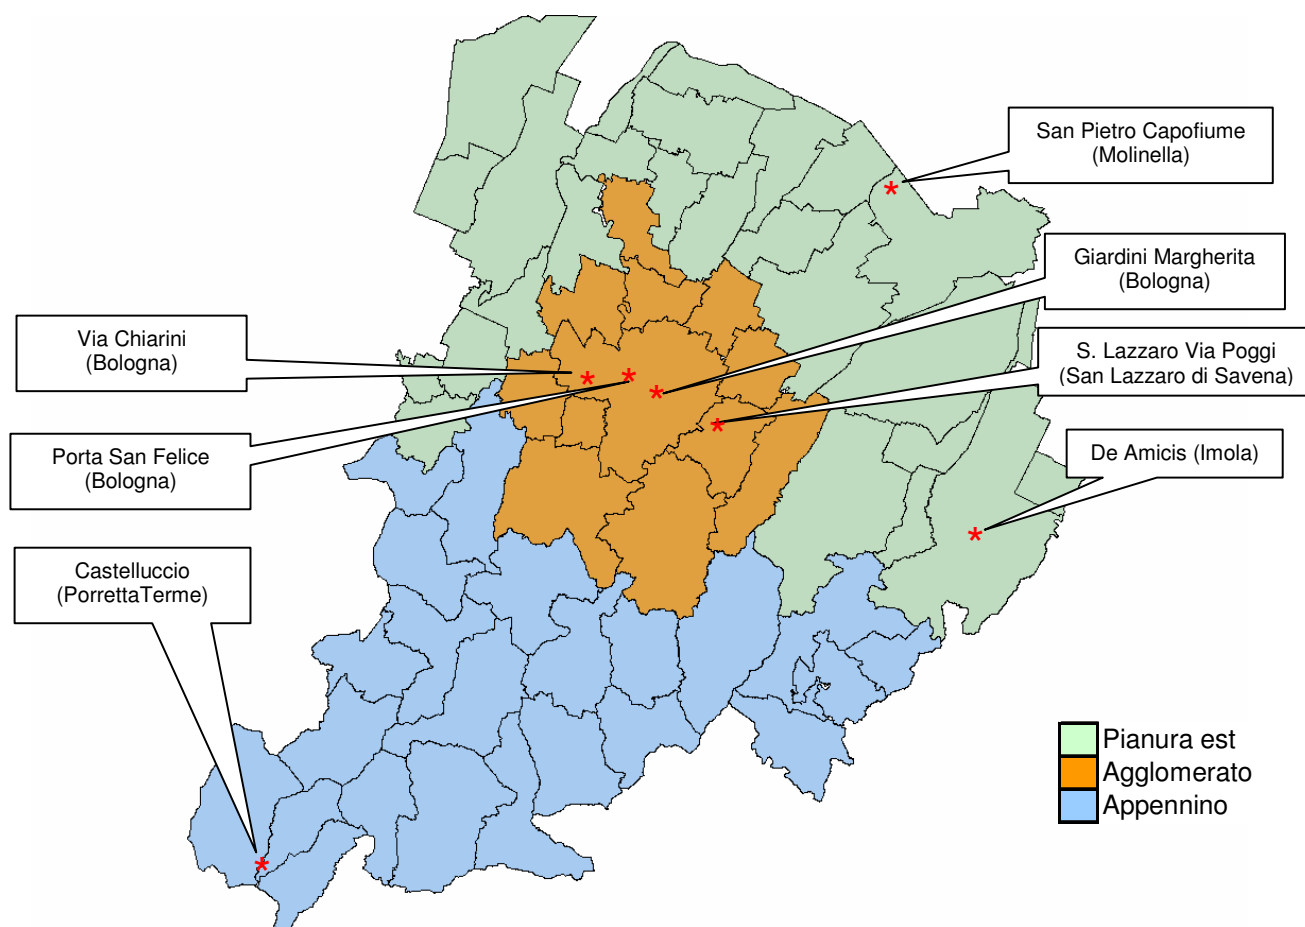 San Pietro Capofiume
(Molinella)
Giardini Margherita
(Bologna)
Via Chiarini
(Bologna)
S. Lazzaro Via Poggi
(San Lazzaro di Savena)
Porta San Felice
(Bologna)
De Amicis (Imola)
Castelluccio
(PorrettaTerme)
Pianura est
Agglomerato
Appennino